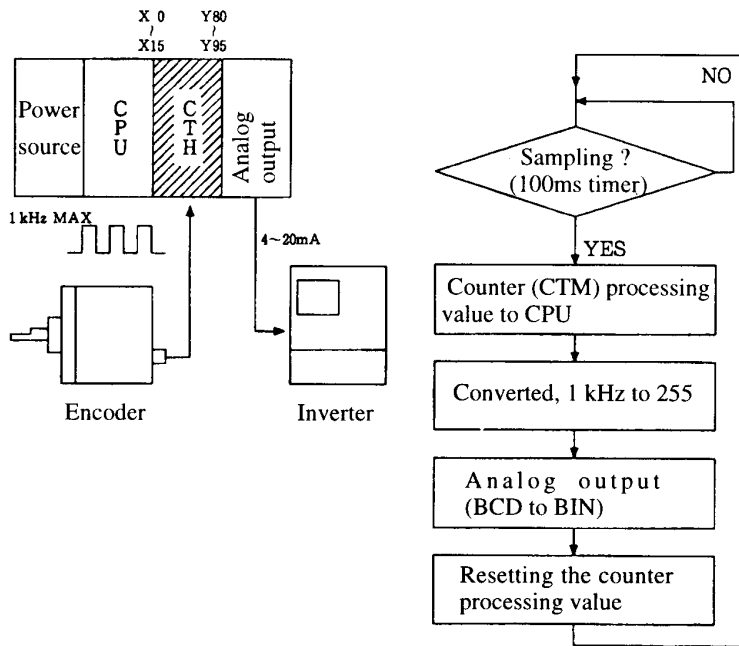 X 0
≀
X15
Y80
≀
Y95
Power
source
CPU
CTH
Analog
output
1 kHz MAX
4~20mA
Encoder
Inverter
NO
Sampling ?
(100ms timer)
YES
Counter (CTM) processing
value to CPU
Converted, 1 kHz to 255
Analog output
(BCD to BIN)
Resetting the counter
processing value